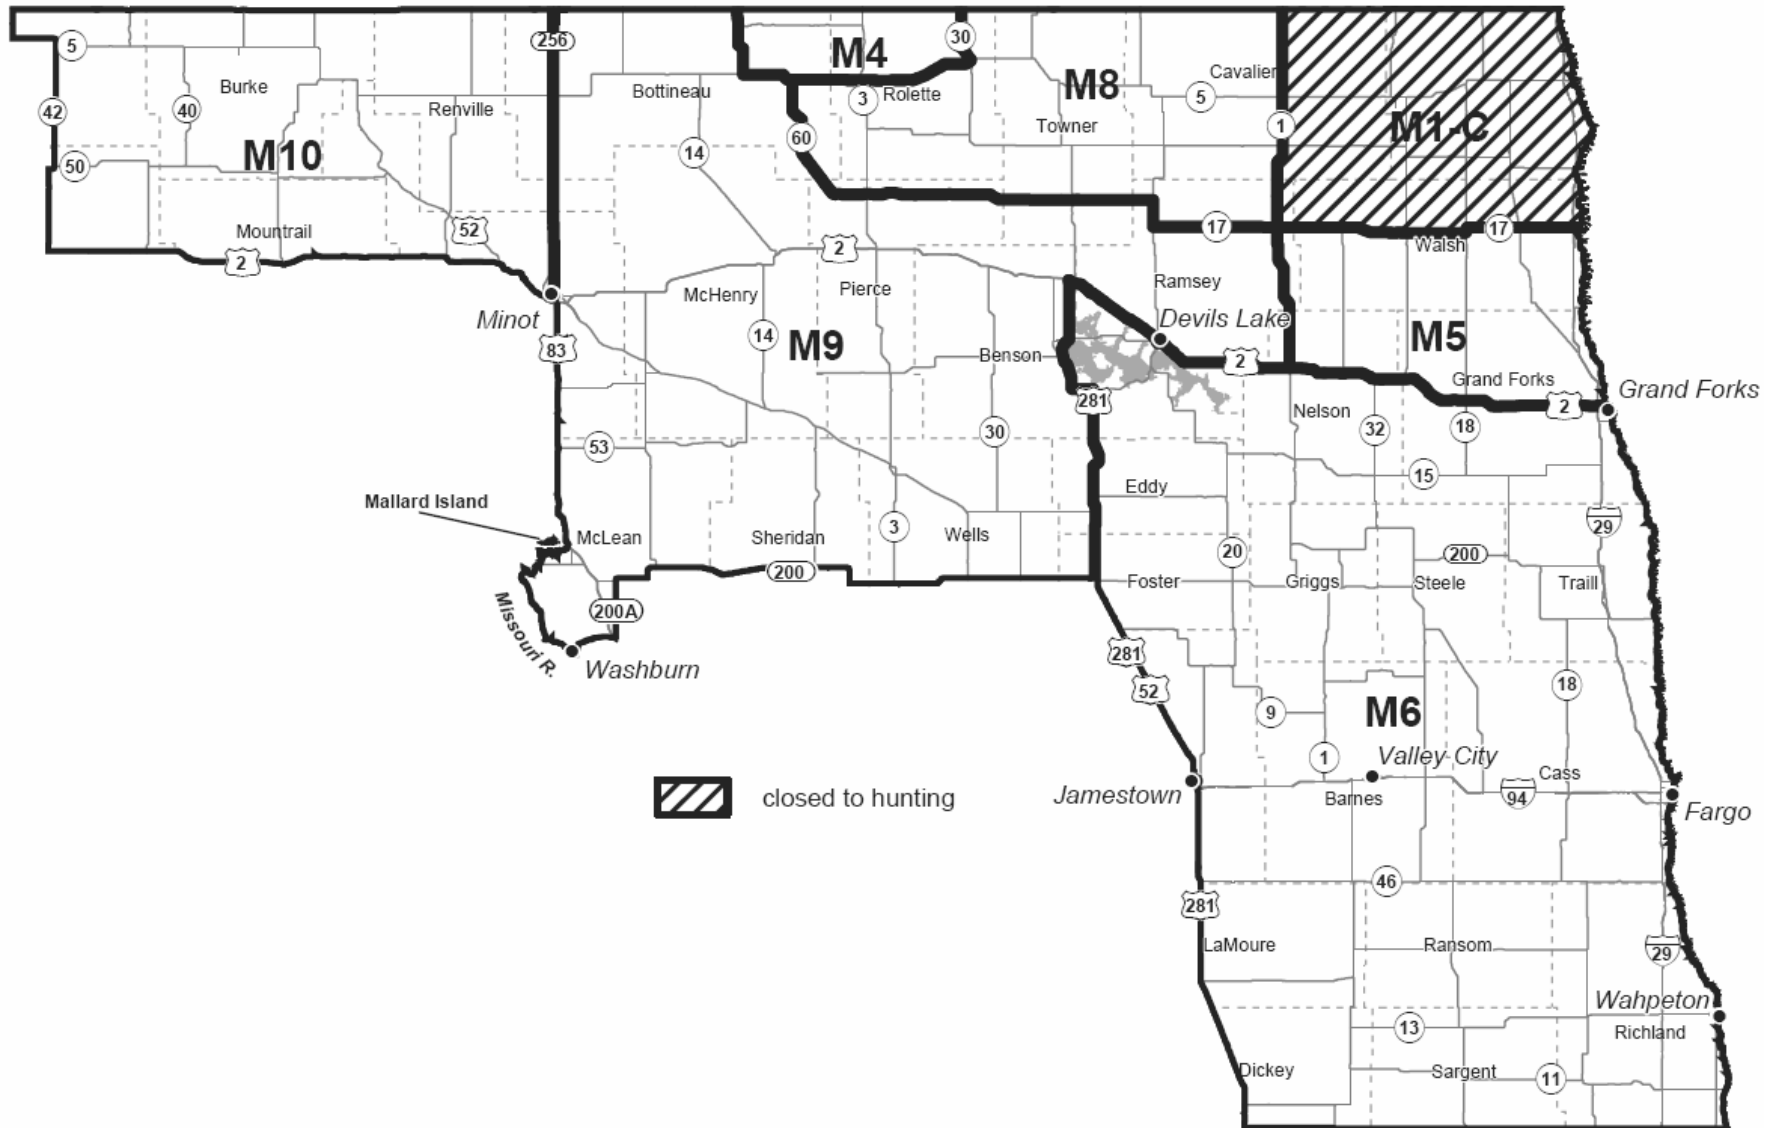 256
30
M4
5
M8
Cavalier
Burke
Bottineau
3
Rolette
5
42
40
Renville
Towner
1
M1-C
60
14
M10
50
17
17
Mountrail
52
2
Walsh
2
Ramsey
McHenry
Pierce
Minot
Devils Lake
14
M9
M5
83
Benson
2
Grand Forks
Grand Forks
281
2
Nelson
30
32
18
53
15
Eddy
Mallard Island
29
3
McLean
Sheridan
Wells
20
200
200
Foster
Griggs
Steele
Traill
200A
Missouri R.
281
Washburn
52
18
9
M6
1
Valley City
Cass
closed to hunting
Jamestown
Barnes
94
Fargo
46
281
LaMoure
Ransom
29
Wahpeton
13
Richland
Dickey
Sargent
11